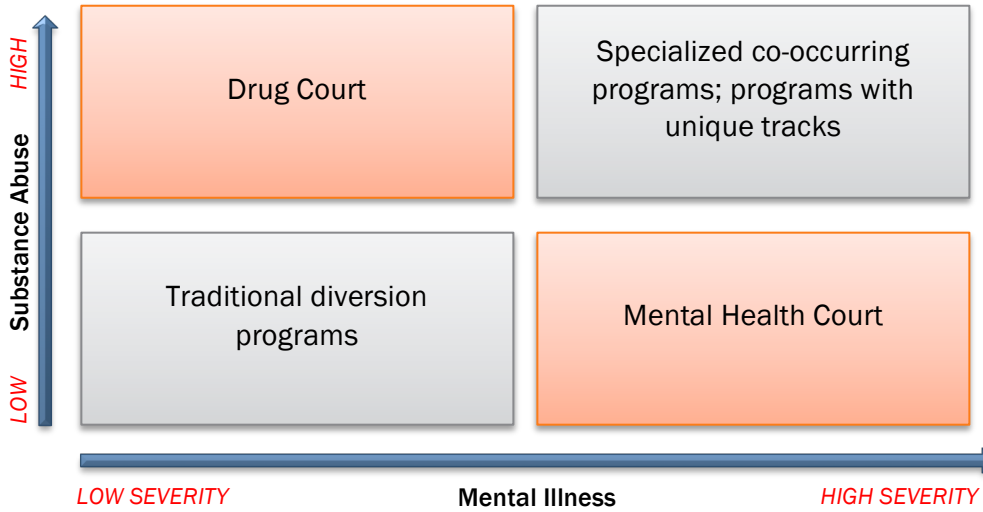 HIGH
Substance Abuse
LOW
Drug Court
Specialized co-occurring
programs; programs with
unique tracks
Traditional diversion
programs
Mental Health Court
LOW SEVERITY
Mental Illness
HIGH SEVERITY